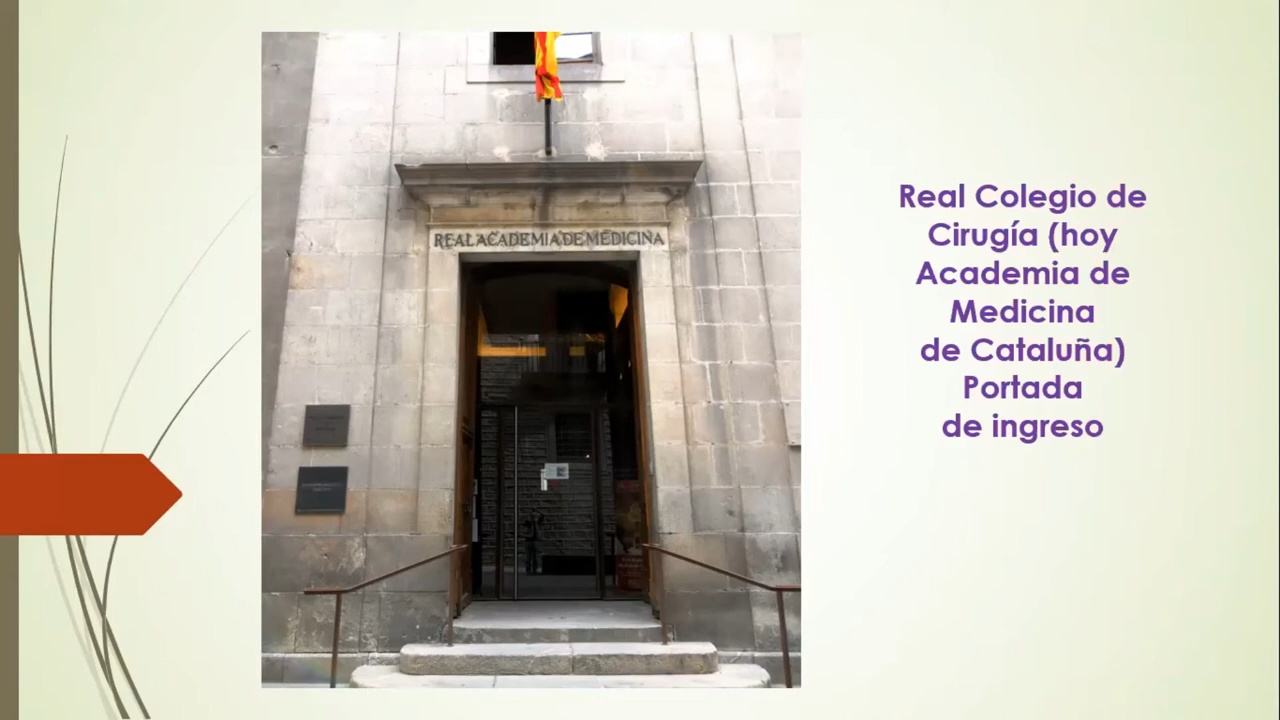 REAL ACADEMIA DE MEDICINA
Real Colegio de
Cirugía (hoy
Academia de
Medicina
de Cataluña)
Portada
de ingreso